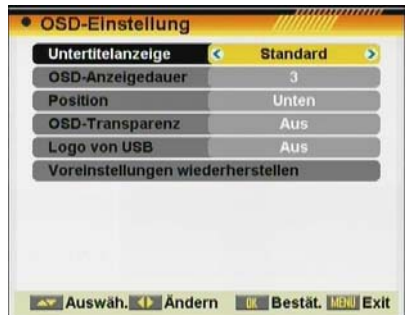 OSD-Einstellung
Untertitelanzeige Standard
OSD-Anzeigedauer 3
Position Unten
OSD-Transparenz Aus
Logo von USB Aus
Voreinstellungen wiederherstellen
Auswäh. Ändern OK Bestät. MENU Exit